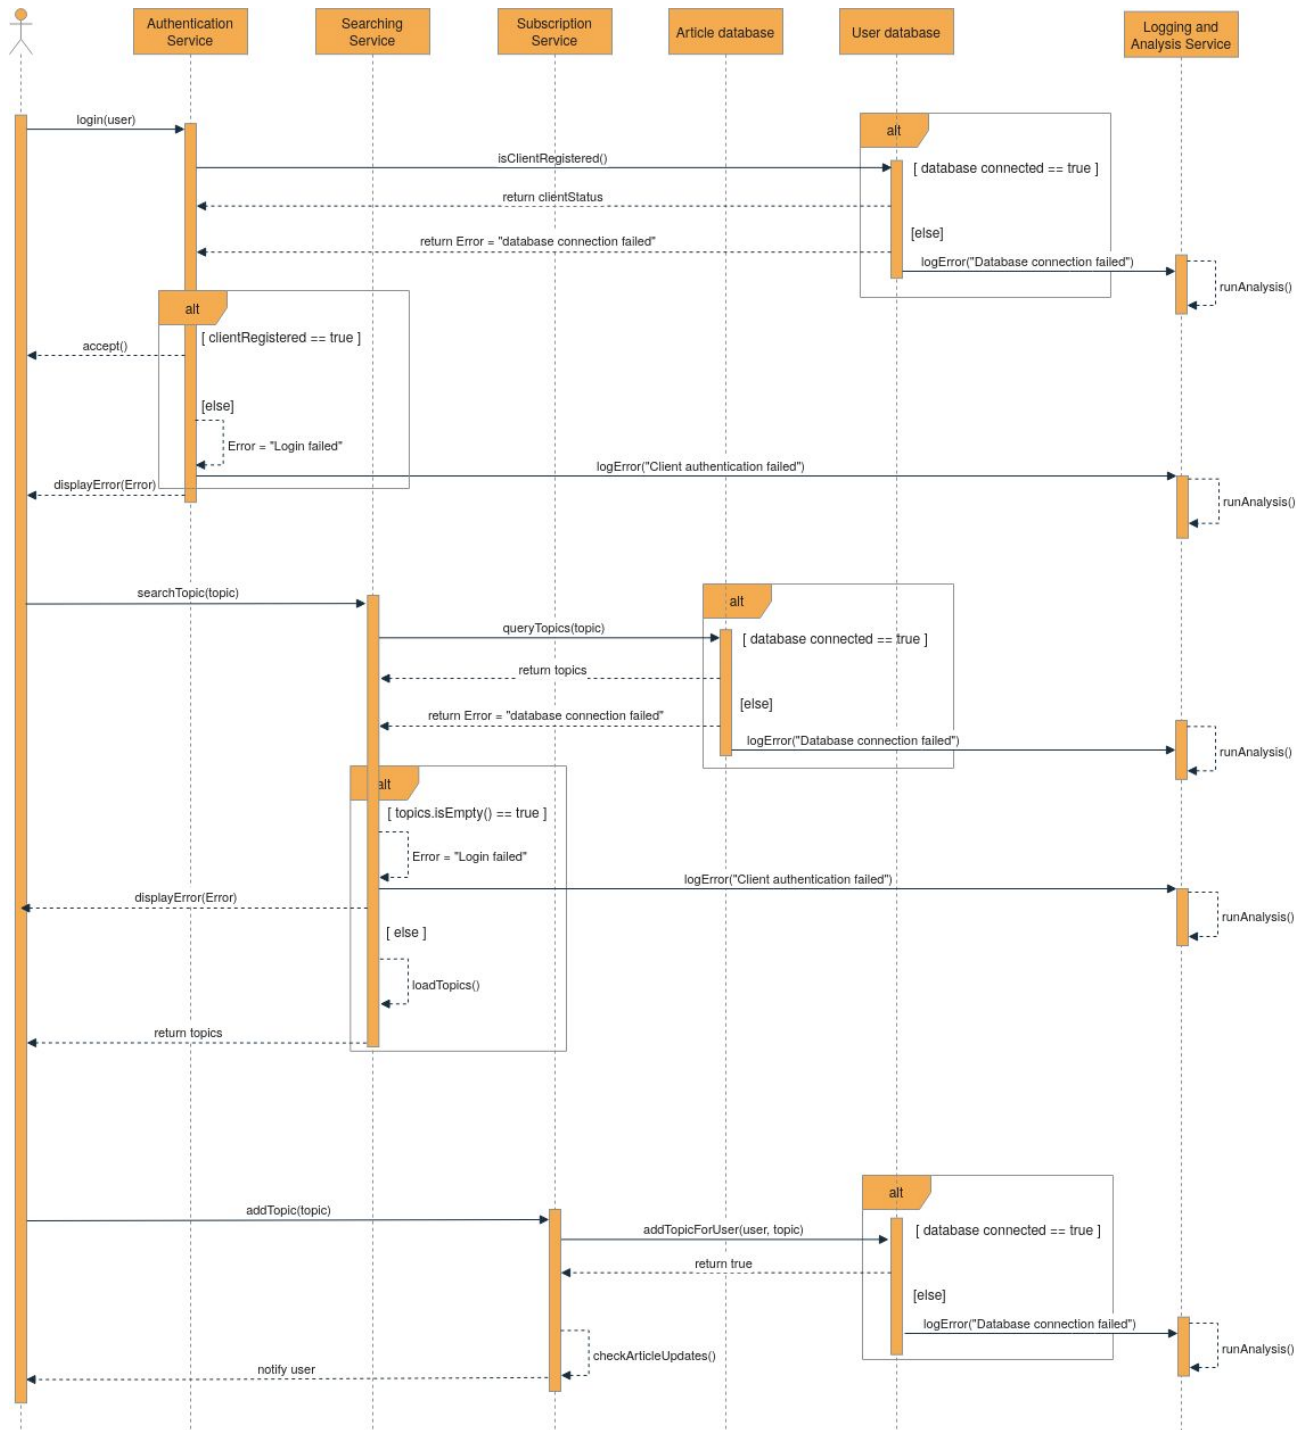 Authentication
Service
Searching
Service
Subscription
Service
Article database
User database
Logging and
Analysis Service
login(user)
alt
isClientRegistered()
[ database connected == true ]
return clientStatus
[else]
return Error = "database connection failed"
logError("Database connection failed")
runAnalysis()
alt
[ clientRegistered == true ]
accept()
[else]
Error = "Login failed"
logError("Client authentication failed")
displayError(Error)
runAnalysis()
searchTopic(topic)
alt
queryTopics(topic)
[ database connected == true ]
return topics
[else]
return Error = "database connection failed"
logError("Database connection failed")
runAnalysis()
alt
[ topics.isEmpty() == true ]
Error = "Login failed"
logError("Client authentication failed")
displayError(Error)
runAnalysis()
[ else ]
loadTopics()
return topics
alt
addTopic(topic)
addTopicForUser(user, topic)
[ database connected == true ]
return true
[else]
logError("Database connection failed")
runAnalysis()
checkArticleUpdates()
notify user